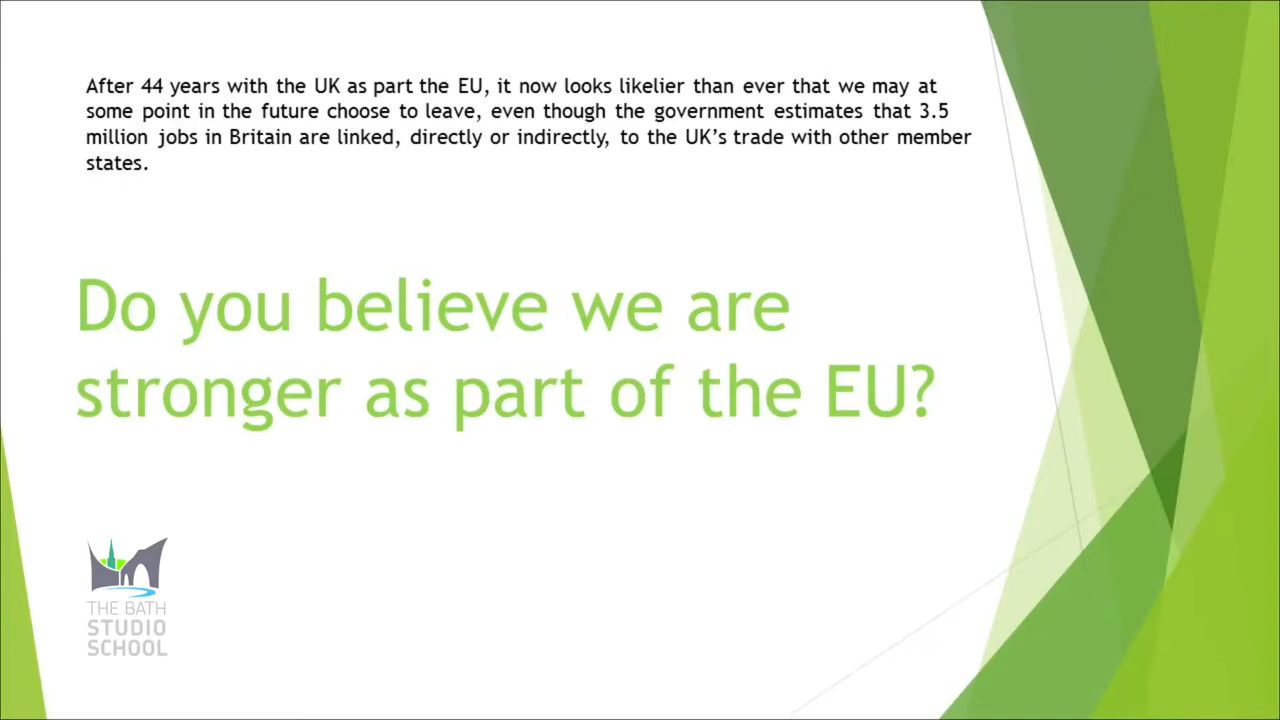 After 44 years with the UK as part the EU, it now looks likelier than ever that we may at
some point in the future choose to leave, even though the government estimates that 3.5
million jobs in Britain are linked, directly or indirectly, to the UK’s trade with other member
states.
Do you believe we are
stronger as part of the EU?
THE BATH
STUDIO
SCHOOL